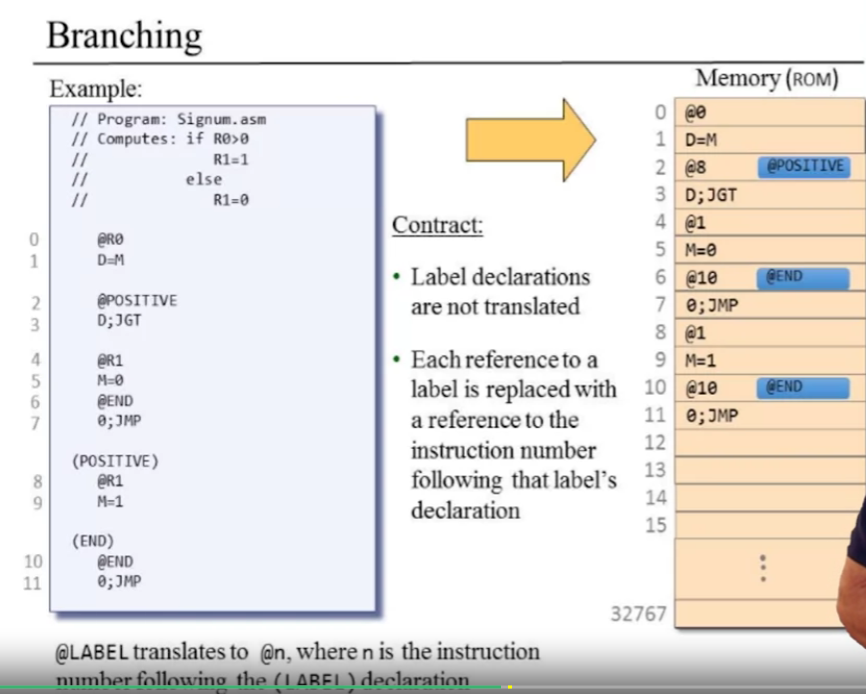 Branching
Example:
// Program: Signum.asm
// Computes: if R0>0
// R1=1
// else
// R1=0
0 @R0
1 D=M
2 @POSITIVE
3 D;JGT
4 @R1
5 M=0
6 @END
7 0;JMP
(POSITIVE)
8 @R1
9 M=1
(END)
10 @END
11 0;JMP
@LABEL translates to @n, where n is the instruction
number following the (LABEL) declaration
Contract:
• Label declarations
are not translated
• Each reference to a
label is replaced with
a reference to the
instruction number
following that label's
declaration
Memory (ROM)
0 @0
1 D=M
2 @8 @POSITIVE
3 D;JGT
4 @1
5 M=0
6 @10 @END
7 0;JMP
8 @1
9 M=1
10 @10 @END
11 0;JMP
12
13
14
15
32767